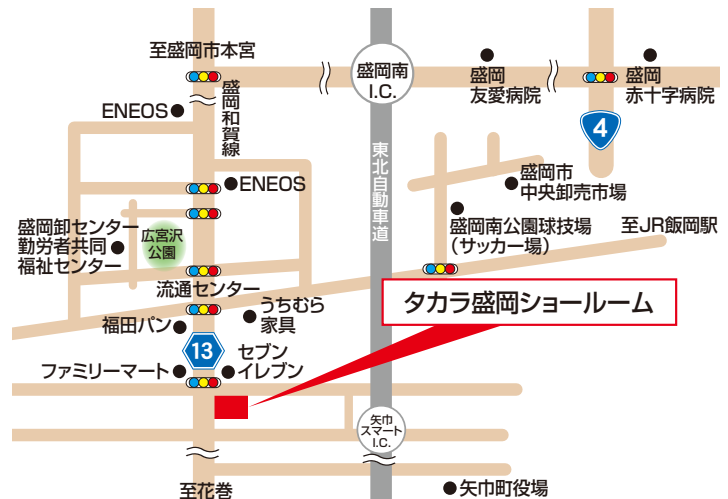 至盛岡市本宮
盛岡南
I.C.
盛岡
友愛病院
盛岡
赤十字病院
盛岡和賀線
ENEOS
4
東北自動車道
盛岡市
中央卸売市場
ENEOS
盛岡南公園球技場
(サッカー場)
至JR飯岡駅
盛岡卸センター
勤労者共同
福祉センター
広宮沢
公園
流通センター
タカラ盛岡ショールーム
うちむら
家具
福田パン
13
セブン
イレブン
ファミリーマート
矢巾
スマート
I.C.
至花巻
矢巾町役場